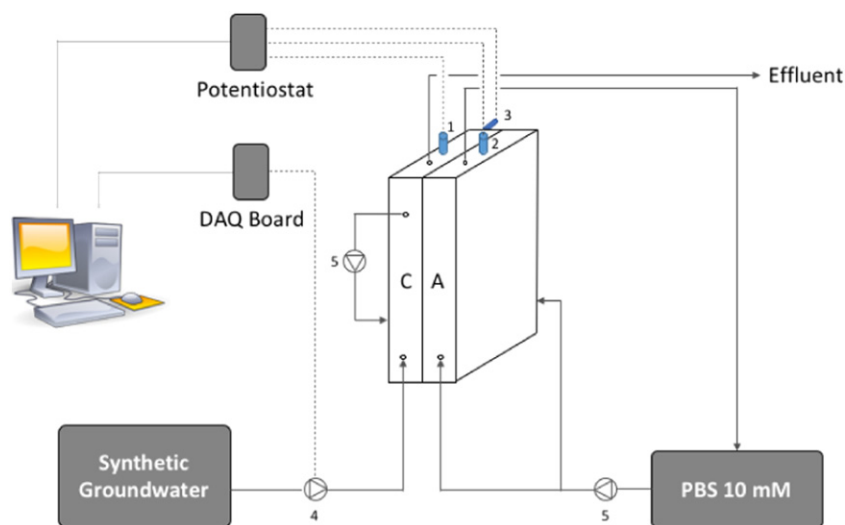 Effluent
Potentiostat
3
1
2
DAQ Board
5
C A
Synthetic
Groundwater
PBS 10 mM
4
5